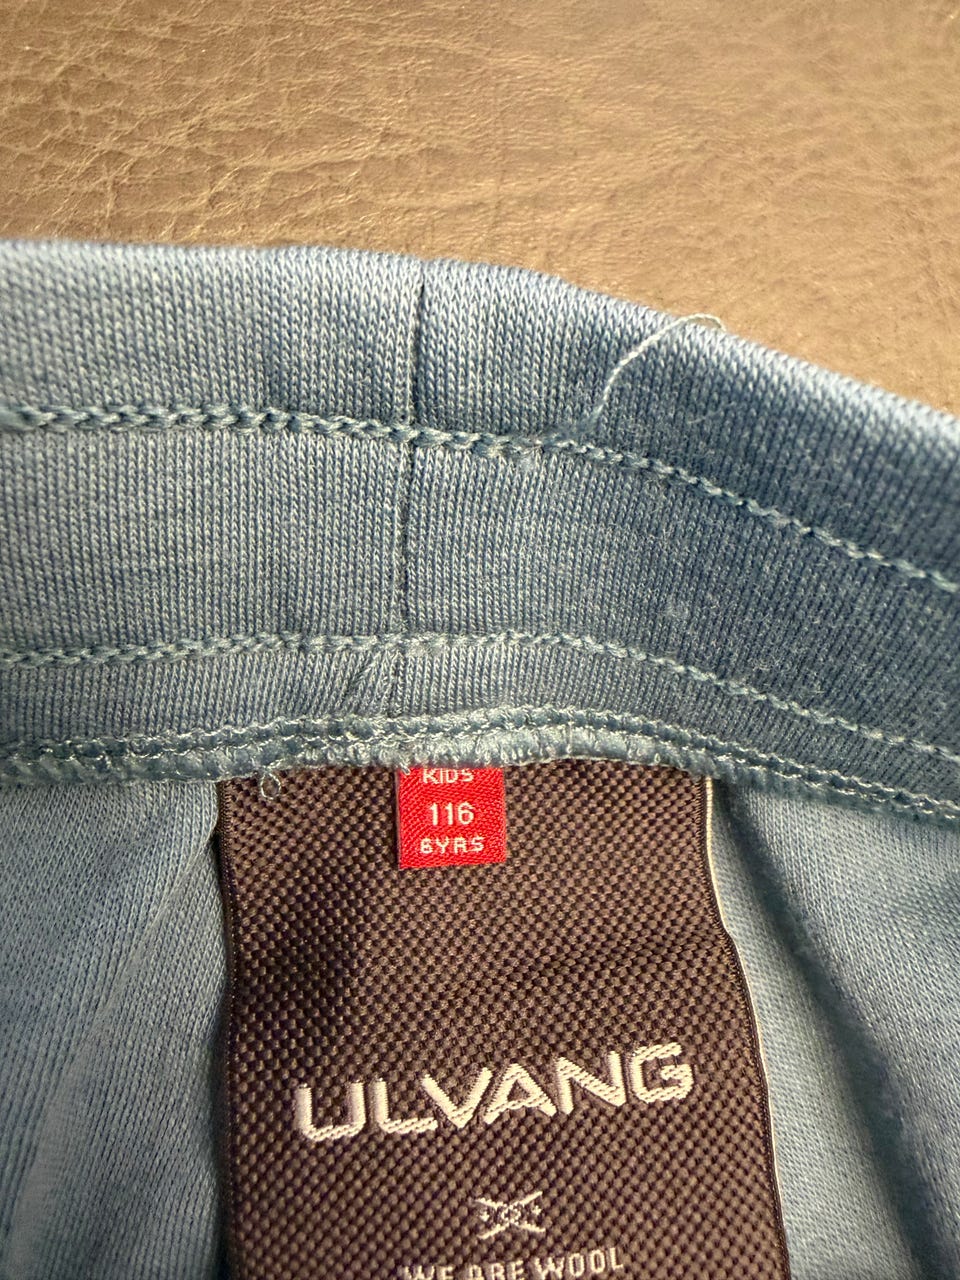 KIDS
116
6YRS
ULVANG
WE ARE WOOL